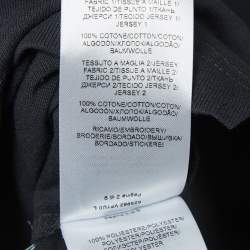 FABRIC 1/TISSU A MAILLE 1/
TEJIDO DE PUNTO 1/ТКАНЬ
ДЖЕРСИ 1/TECIDO JERSEY 1/
JERSEY 1
100% COTONE/COTTON/COTON/
ALGODÓN/ХЛОПОК/ALGODÃO/
BAUMWOLLE
TESSUTO A MAGLIA 2/JERSEY
FABRIC 2/TISSU A MAILLE 2/
TEJIDO DE PUNTO 2/ТКАНЬ
ДЖЕРСИ 2/TECIDO JERSEY 2/
JERSEY 2
100% COTONE/COTTON/COTON/
ALGODÓN/ХЛОПОК/ALGODÃO/
BAUMWOLLE
RICAMO/EMBROIDERY/
BRODERIE/BORDADO/ВЫШИВКА/
BORDADO/STICKEREI
100% POLIESTERE/POLYESTER/
POLYESTER/POLIÉSTER/